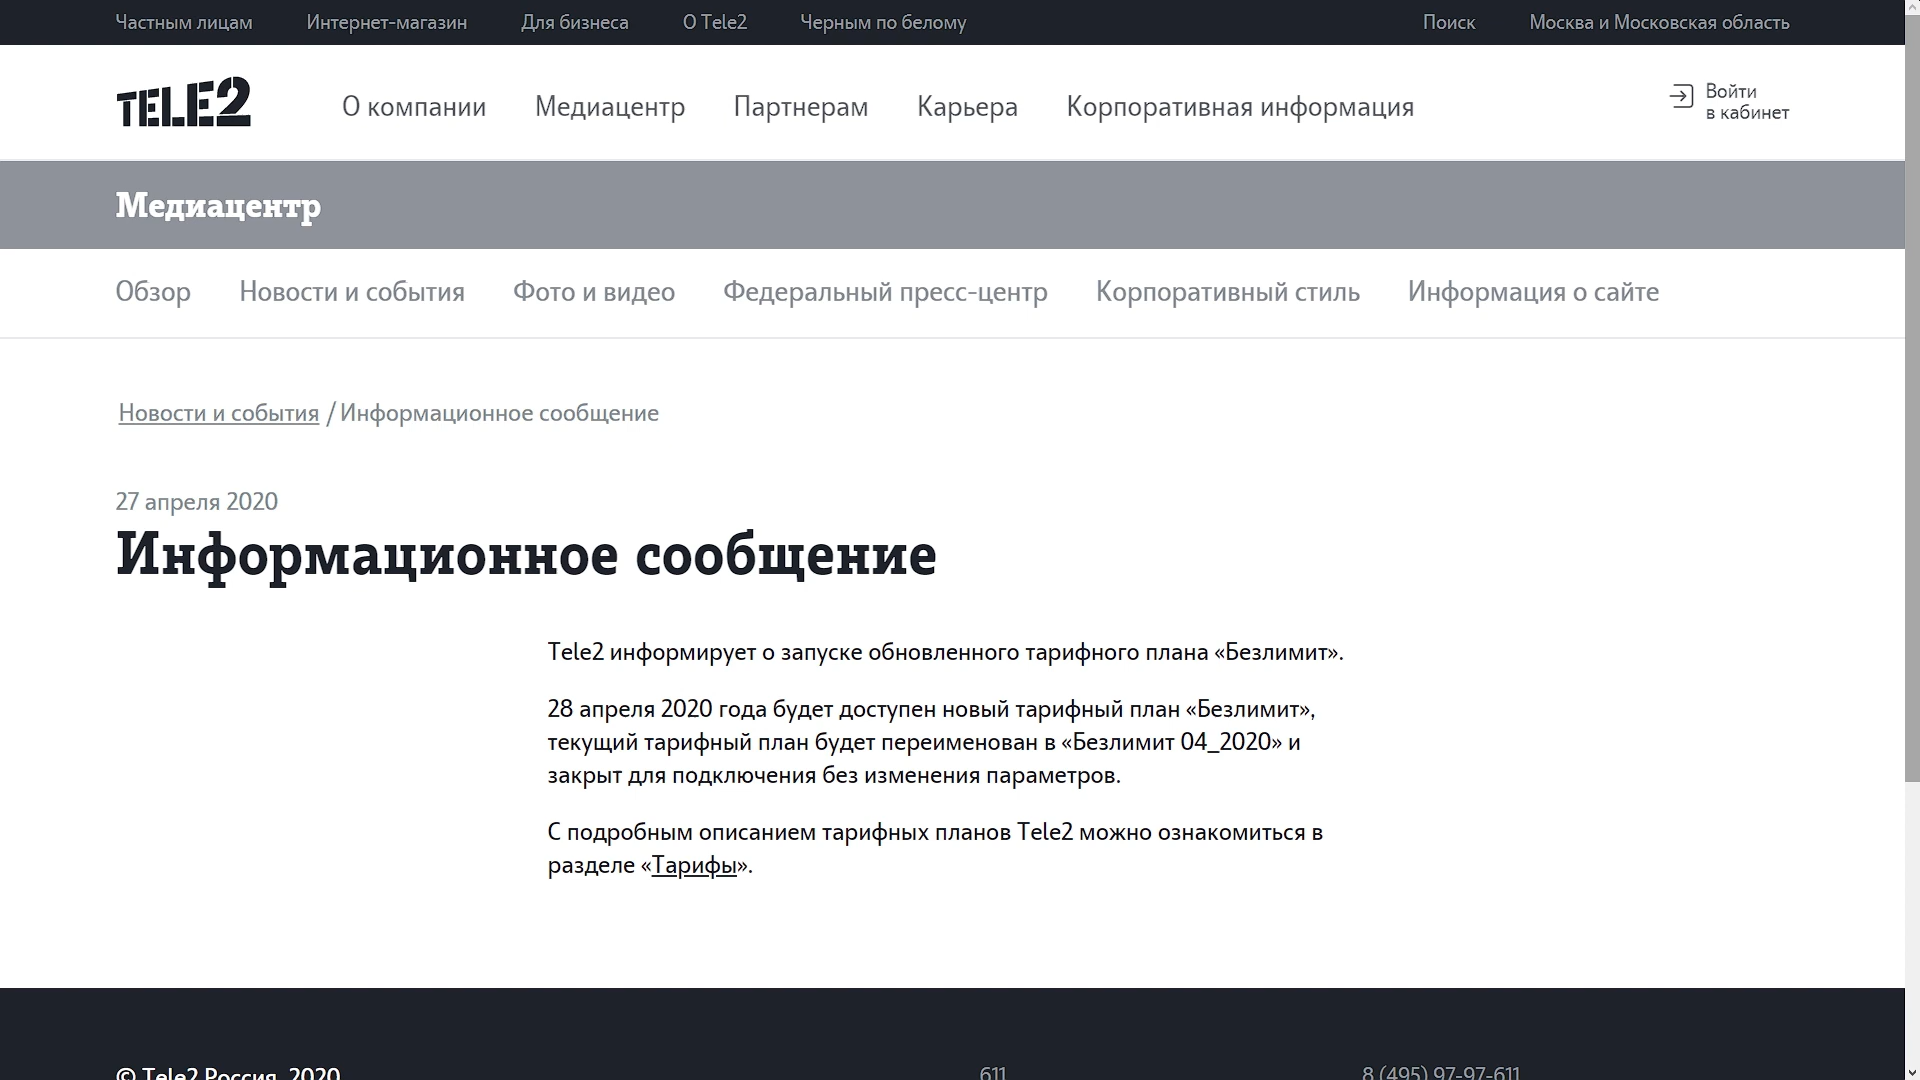 Частным лицам Интернет-магазин Для бизнеса О Tele2 Черным по белому Поиск Москва и Московская область
TELE2 О компании Медиацентр Партнерам Карьера Корпоративная информация Войти
в кабинет
Медиацентр
Обзор Новости и события Фото и видео Федеральный пресс-центр Корпоративный стиль Информация о сайте
Новости и события / Информационное сообщение
27 апреля 2020
Информационное сообщение
Tele2 информирует о запуске обновленного тарифного плана «Безлимит».
28 апреля 2020 года будет доступен новый тарифный план «Безлимит»,
текущий тарифный план будет переименован в «Безлимит 04_2020» и
закрыт для подключения без изменения параметров.
С подробным описанием тарифных планов Tele2 можно ознакомиться в
разделе «Тарифы».
© Tele2 Россия, 2020 611 8 (495) 97-97-611